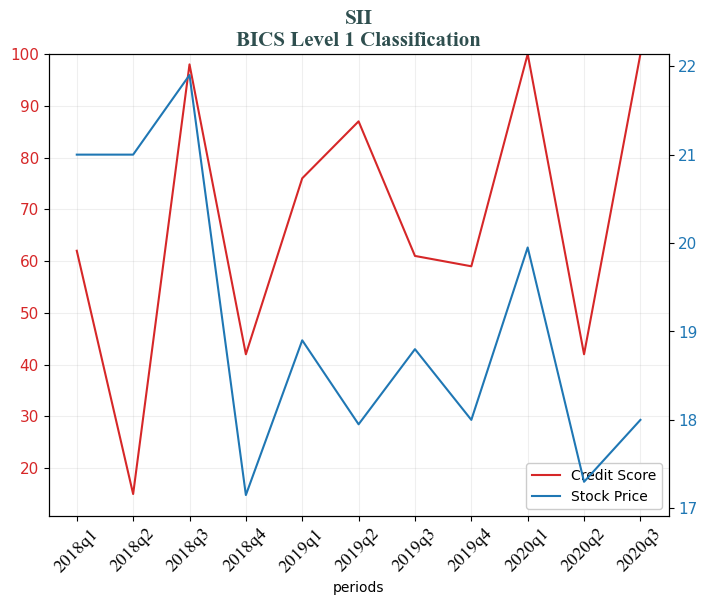 SII
BICS Level 1 Classification
100
90
80
70
60
50
40
30
20
22
21
20
19
18
17
Credit Score
Stock Price
2018q1
2018q2
2018q3
2018q4
2019q1
2019q2
2019q3
2019q4
2020q1
2020q2
2020q3
periods